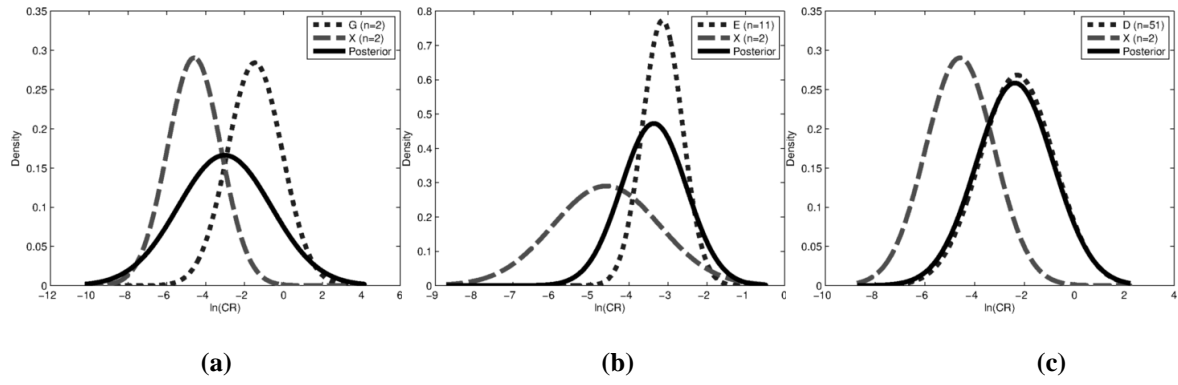 0.35
0.3
0.25
0.2
0.15
0.1
0.05
0
Density
−12 −10 −8 −6 −4 −2 0 2 4 6
ln(CR)
G (n=2)
X (n=2)
Posterior
(a)
0.8
0.7
0.6
0.5
0.4
0.3
0.2
0.1
0
Density
−9 −8 −7 −6 −5 −4 −3 −2 −1 0
ln(CR)
E (n=11)
X (n=2)
Posterior
(b)
0.35
0.3
0.25
0.2
0.15
0.1
0.05
0
Density
−10 −8 −6 −4 −2 0 2 4
ln(CR)
D (n=51)
X (n=2)
Posterior
(c)